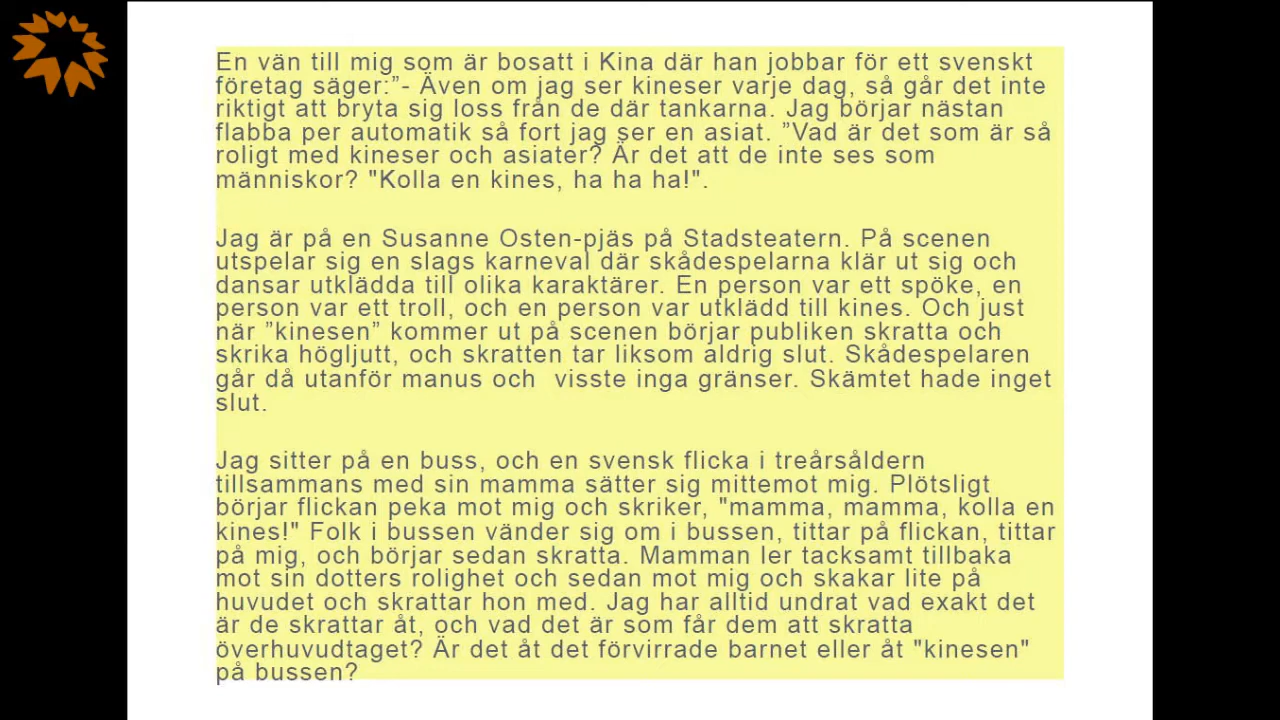 En vän till mig som är bosatt i Kina där han jobbar för ett svenskt
företag säger:”- Även om jag ser kineser varje dag, så går det inte
riktigt att bryta sig loss från de där tankarna. Jag börjar nästan
flabba per automatik så fort jag ser en asiat. ”Vad är det som är så
roligt med kineser och asiater? Är det att de inte ses som
människor? "Kolla en kines, ha ha ha!".
Jag är på en Susanne Osten-pjäs på Stadsteatern. På scenen
utspelar sig en slags karneval där skådespelarna klär ut sig och
dansar utklädda till olika karaktärer. En person var ett spöke, en
person var ett troll, och en person var utklädd till kines. Och just
när ”kinesen” kommer ut på scenen börjar publiken skratta och
skrika högljutt, och skratten tar liksom aldrig slut. Skådespelaren
går då utanför manus och  visste inga gränser. Skämtet hade inget
slut.
Jag sitter på en buss, och en svensk flicka i treårsåldern
tillsammans med sin mamma sätter sig mittemot mig. Plötsligt
börjar flickan peka mot mig och skriker, "mamma, mamma, kolla en
kines!" Folk i bussen vänder sig om i bussen, tittar på flickan, tittar
på mig, och börjar sedan skratta. Mamman ler tacksamt tillbaka
mot sin dotters rolighet och sedan mot mig och skakar lite på
huvudet och skrattar hon med. Jag har alltid undrat vad exakt det
är de skrattar åt, och vad det är som får dem att skratta
överhuvudtaget? Är det åt det förvirrade barnet eller åt "kinesen"
på bussen?